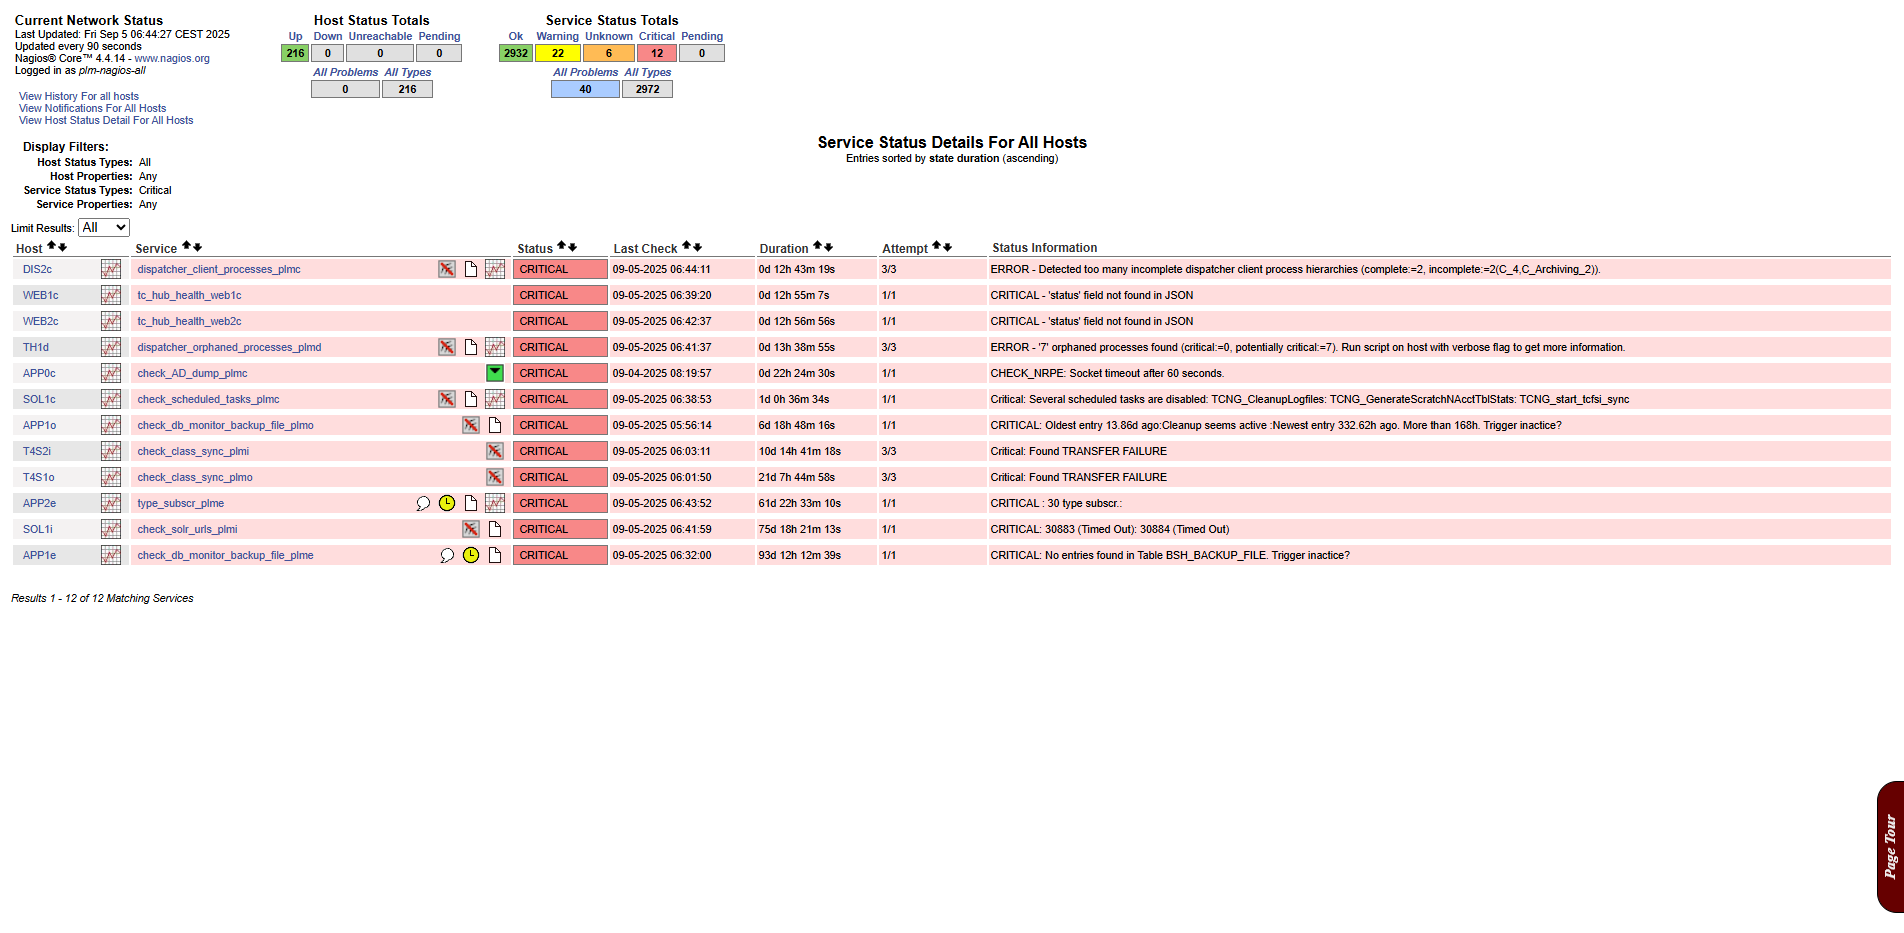 Current Network Status
Last Updated: Fri Sep 5 06:44:27 CEST 2025
Updated every 90 seconds
Nagios® Core™ 4.4.14 - www.nagios.org
Logged in as plm-nagios-all
View History For all hosts
View Notifications For All Hosts
View Host Status Detail For All Hosts
Host Status Totals
Up Down Unreachable Pending
216 0 0 0
All Problems All Types
0 216
Service Status Totals
Ok Warning Unknown Critical Pending
2932 22 6 12 0
All Problems All Types
40 2972
Display Filters:
Host Status Types: All
Host Properties: Any
Service Status Types: Critical
Service Properties: Any
Service Status Details For All Hosts
Entries sorted by state duration (ascending)
Limit Results: All
Host Service Status Last Check Duration Attempt Status Information
DIS2c dispatcher_client_processes_plmc CRITICAL 09-05-2025 06:44:11 0d 12h 43m 19s 3/3 ERROR - Detected too many incomplete dispatcher client process hierarchies (complete:=2, incomplete:=2(C_4,C_Archiving_2)).
WEB1c tc_hub_health_web1c CRITICAL 09-05-2025 06:39:20 0d 12h 55m 7s 1/1 CRITICAL - 'status' field not found in JSON
WEB2c tc_hub_health_web2c CRITICAL 09-05-2025 06:42:37 0d 12h 56m 56s 1/1 CRITICAL - 'status' field not found in JSON
TH1d dispatcher_orphaned_processes_plmd CRITICAL 09-05-2025 06:41:37 0d 13h 38m 55s 3/3 ERROR - '7' orphaned processes found (critical:=0, potentially critical:=7). Run script on host with verbose flag to get more information.
APP0c check_AD_dump_plmc CRITICAL 09-04-2025 08:19:57 0d 22h 24m 30s 1/1 CHECK_NRPE: Socket timeout after 60 seconds.
SOL1c check_scheduled_tasks_plmc CRITICAL 09-05-2025 06:38:53 1d 0h 36m 34s 1/1 Critical: Several scheduled tasks are disabled: TCNG_CleanupLogfiles: TCNG_GenerateScratchNAcctTblStats: TCNG_start_tcfsi_sync
APP1o check_db_monitor_backup_file_plmo CRITICAL 09-05-2025 05:56:14 6d 18h 48m 16s 1/1 CRITICAL: Oldest entry 13.86d ago:Cleanup seems active :Newest entry 332.62h ago. More than 168h. Trigger inactice?
T4S2i check_class_sync_plmi CRITICAL 09-05-2025 06:03:11 10d 14h 41m 18s 3/3 Critical: Found TRANSFER FAILURE
T4S1o check_class_sync_plmo CRITICAL 09-05-2025 06:01:50 21d 7h 44m 58s 3/3 Critical: Found TRANSFER FAILURE
APP2e type_subscr_plme CRITICAL 09-05-2025 06:43:52 61d 22h 33m 10s 1/1 CRITICAL : 30 type subscr.:
SOL1i check_solr_urls_plmi CRITICAL 09-05-2025 06:41:59 75d 18h 21m 13s 1/1 CRITICAL: 30883 (Timed Out): 30884 (Timed Out)
APP1e check_db_monitor_backup_file_plme CRITICAL 09-05-2025 06:32:00 93d 12h 12m 39s 1/1 CRITICAL: No entries found in Table BSH_BACKUP_FILE. Trigger inactice?
Results 1 - 12 of 12 Matching Services
Page Tour